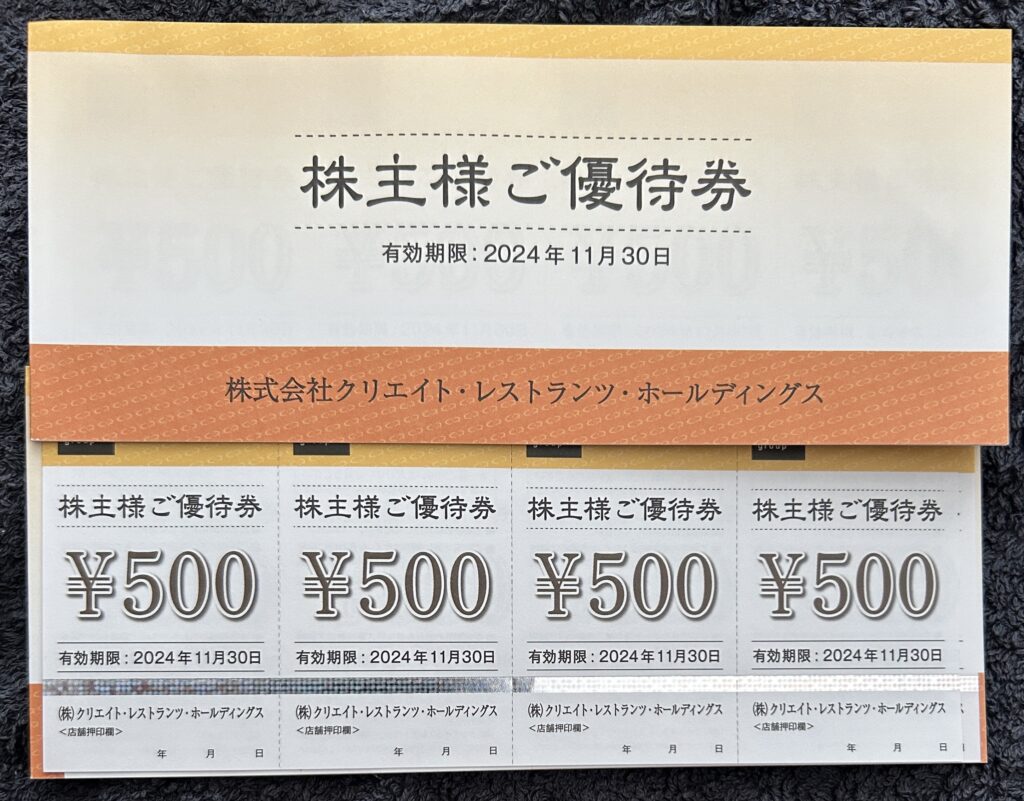 株主様ご優待券
有効期限：2024年11月30日
株式会社クリエイト・レストランツ・ホールディングス
group group group group
株主様ご優待券 株主様ご優待券 株主様ご優待券 株主様ご優待券
¥500 ¥500 ¥500 ¥500
有効期限：2024年11月30日 有効期限：2024年11月30日 有効期限：2024年11月30日 有効期限：2024年11月30日
㈱クリエイト・レストランツ・ホールディングス ㈱クリエイト・レストランツ・ホールディングス ㈱クリエイト・レストランツ・ホールディングス ㈱クリエイト・レストランツ・ホールディングス
<店舗押印欄> <店舗押印欄> <店舗押印欄> <店舗押印欄>
年 月 日 年 月 日 年 月 日 年 月 日